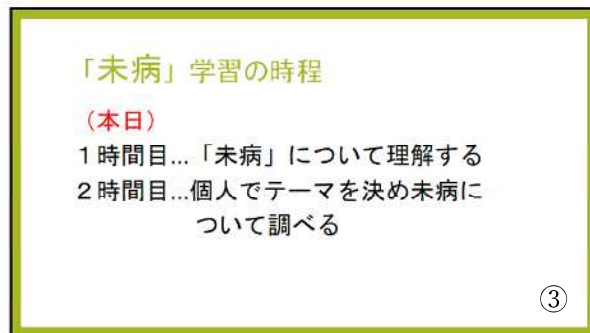 「未病」学習の時程
（本日）
１時間目…「未病」について理解する
２時間目…個人でテーマを決め未病に
ついて調べる
③